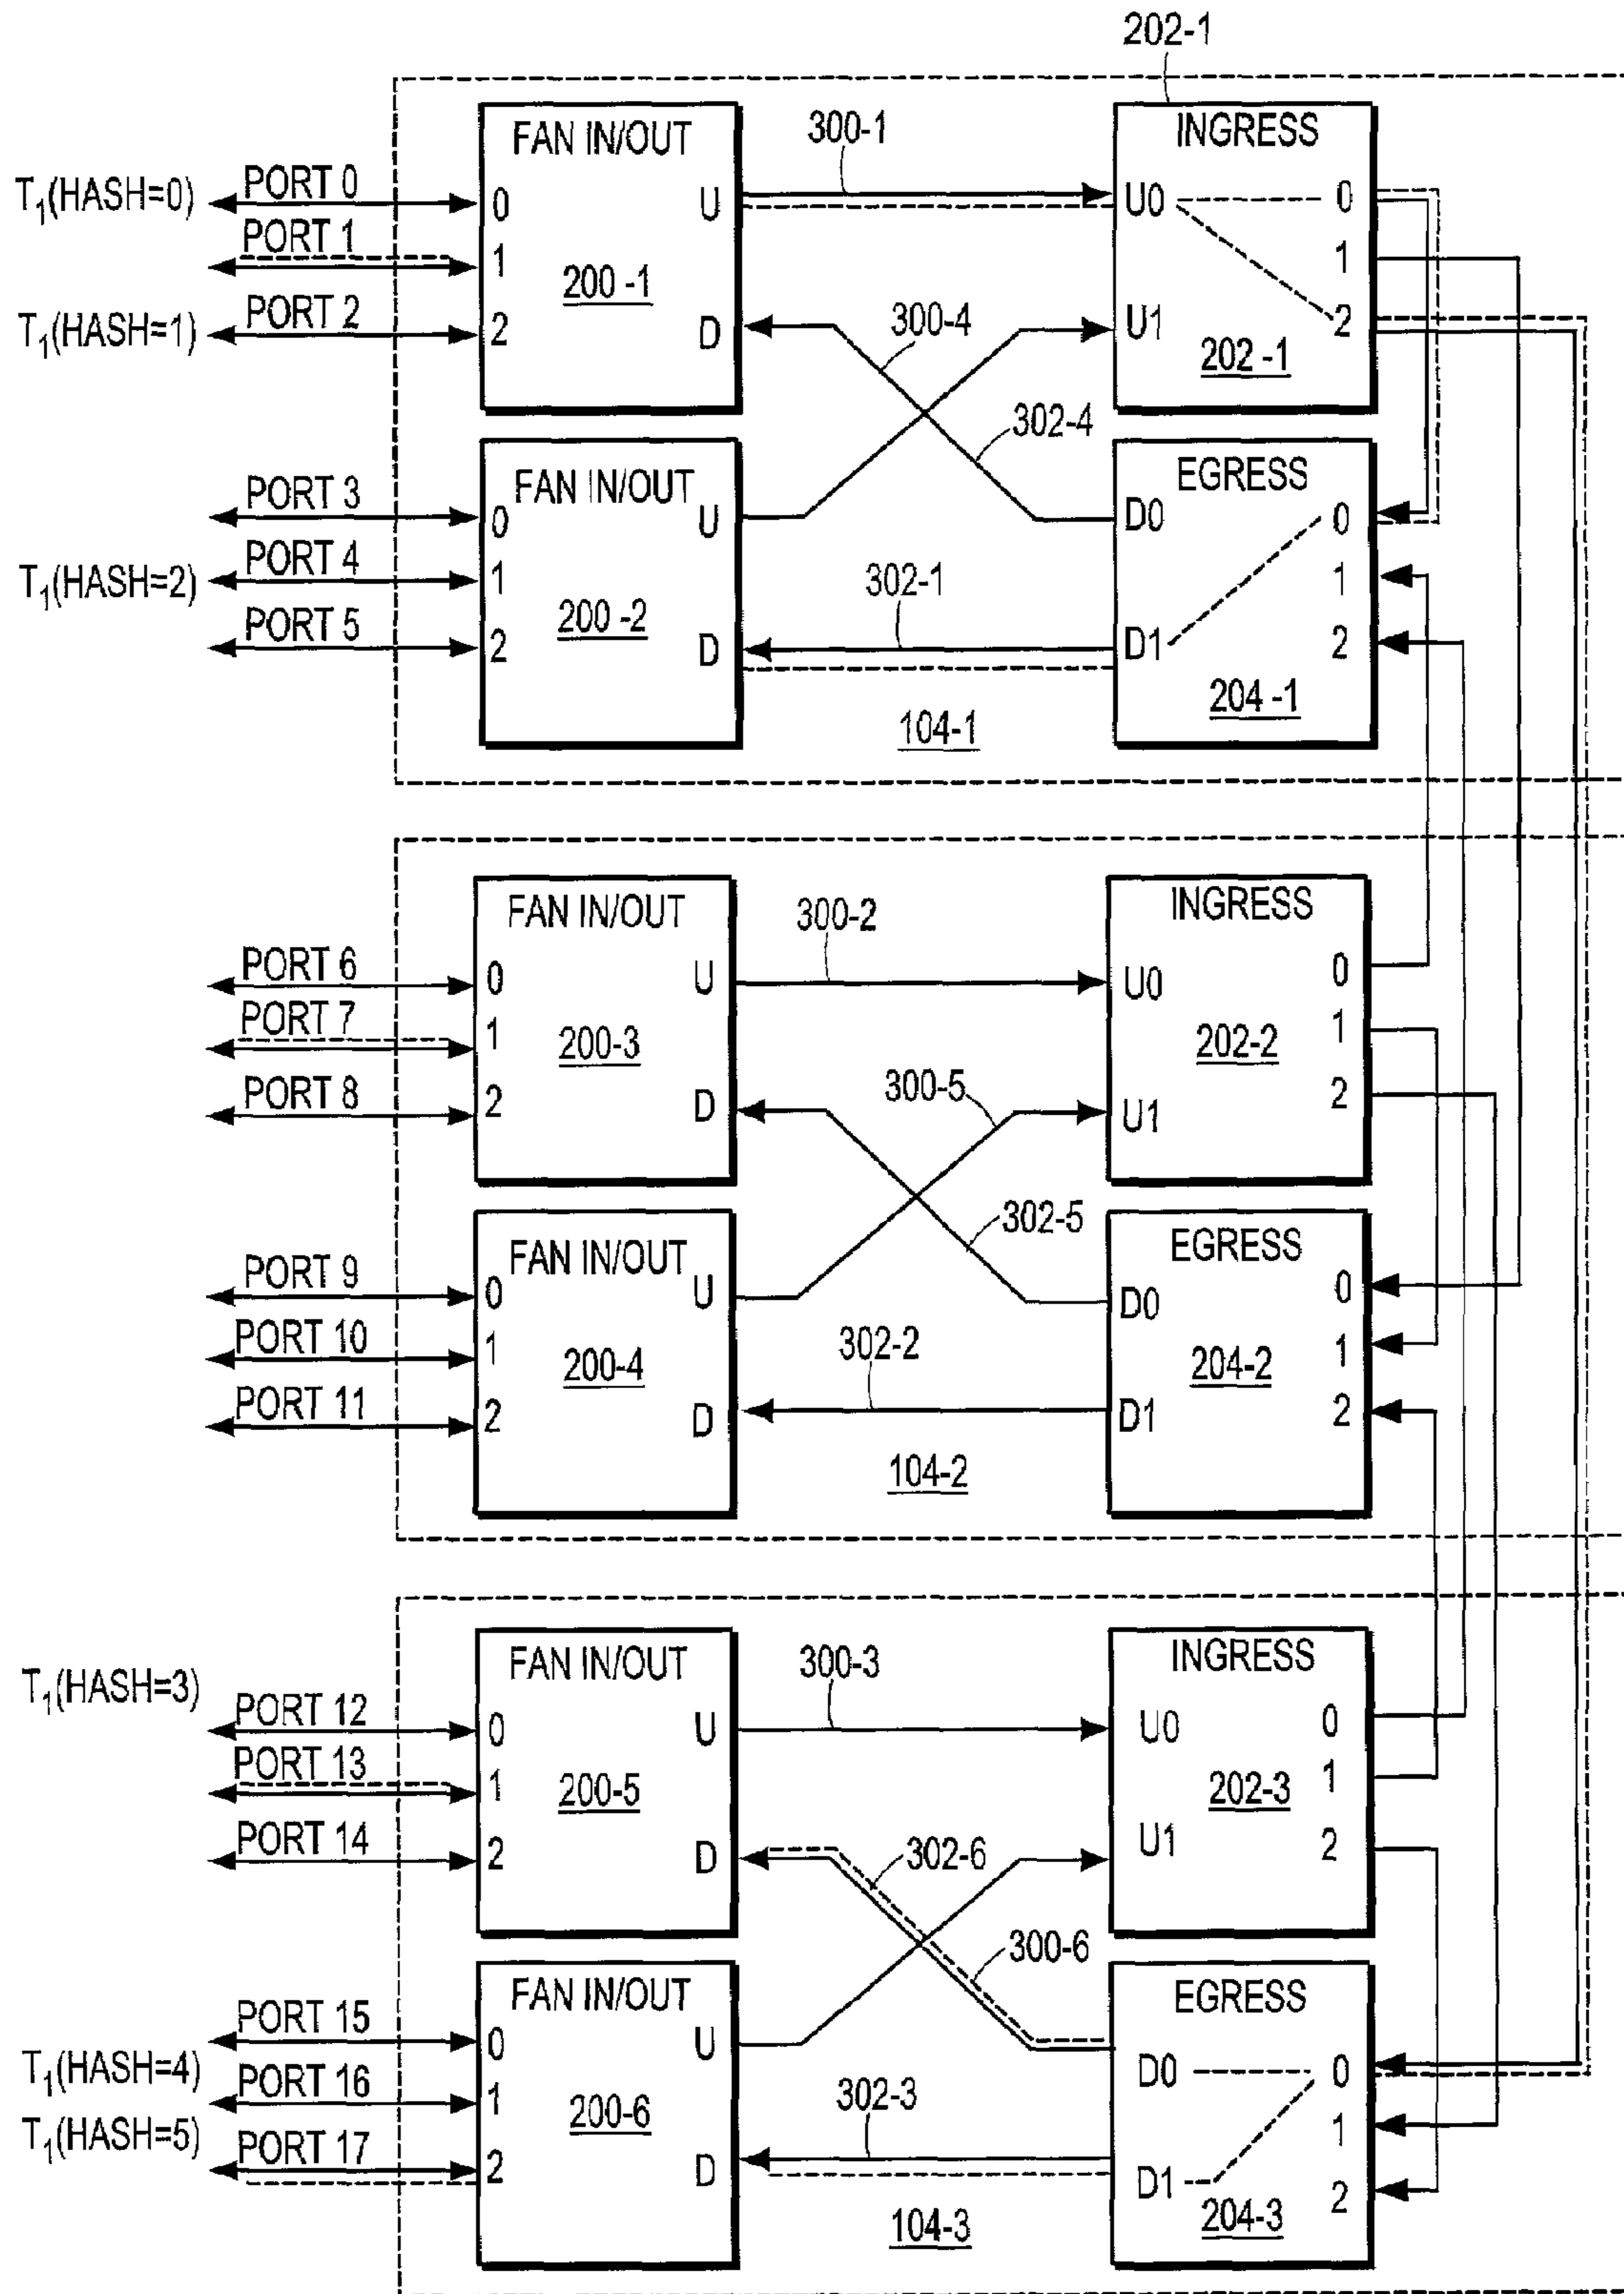 202-1
FAN IN/OUT
300-1
INGRESS
T1(HASH=0)
PORT 0
0
U
U0
0
PORT 1
1
1
200-1
300-4
T1(HASH=1)
PORT 2
2
D
U1
2
202-1
302-4
FAN IN/OUT
EGRESS
PORT 3
0
U
D0
0
T1(HASH=2)
PORT 4
1
302-1
1
PORT 5
2
200-2
D
D1
2
204-1
104-1
FAN IN/OUT
300-2
INGRESS
PORT 6
0
U
U0
0
PORT 7
1
200-3
202-2
1
PORT 8
2
D
300-5
U1
2
302-5
FAN IN/OUT
EGRESS
PORT 9
0
U
D0
0
PORT 10
1
200-4
302-2
204-2
1
PORT 11
2
D
D1
2
104-2
FAN IN/OUT
300-3
INGRESS
T1(HASH=3)
PORT 12
0
U
U0
0
PORT 13
1
200-5
202-3
1
PORT 14
2
D
302-6
U1
2
300-6
FAN IN/OUT
EGRESS
PORT 15
0
U
D0
0
T1(HASH=4)
PORT 16
1
200-6
302-3
1
T1(HASH=5)
PORT 17
2
D
D1
2
204-3
104-3